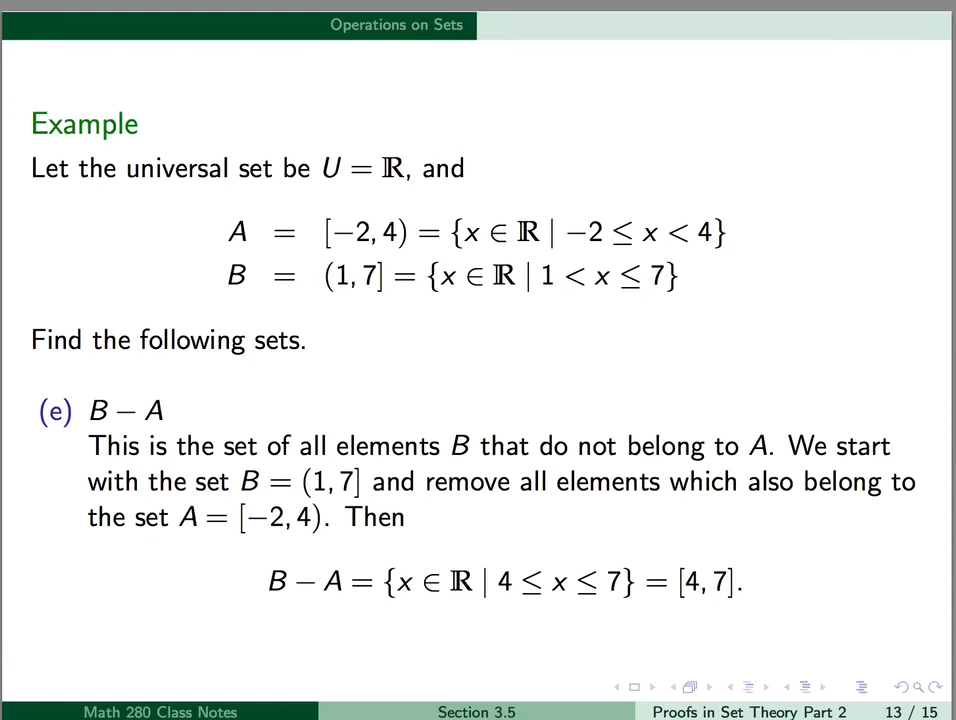 Operations on Sets
Example
Let the universal set be U = ℝ, and
A = [−2, 4) = {x ∈ ℝ | −2 ≤ x < 4}
B = (1, 7] = {x ∈ ℝ | 1 < x ≤ 7}
Find the following sets.
(e) B − A
This is the set of all elements B that do not belong to A. We start
with the set B = (1, 7] and remove all elements which also belong to
the set A = [−2, 4). Then
B − A = {x ∈ ℝ | 4 ≤ x ≤ 7} = [4, 7].
Math 280 Class Notes Section 3.5 Proofs in Set Theory Part 2 13 / 15